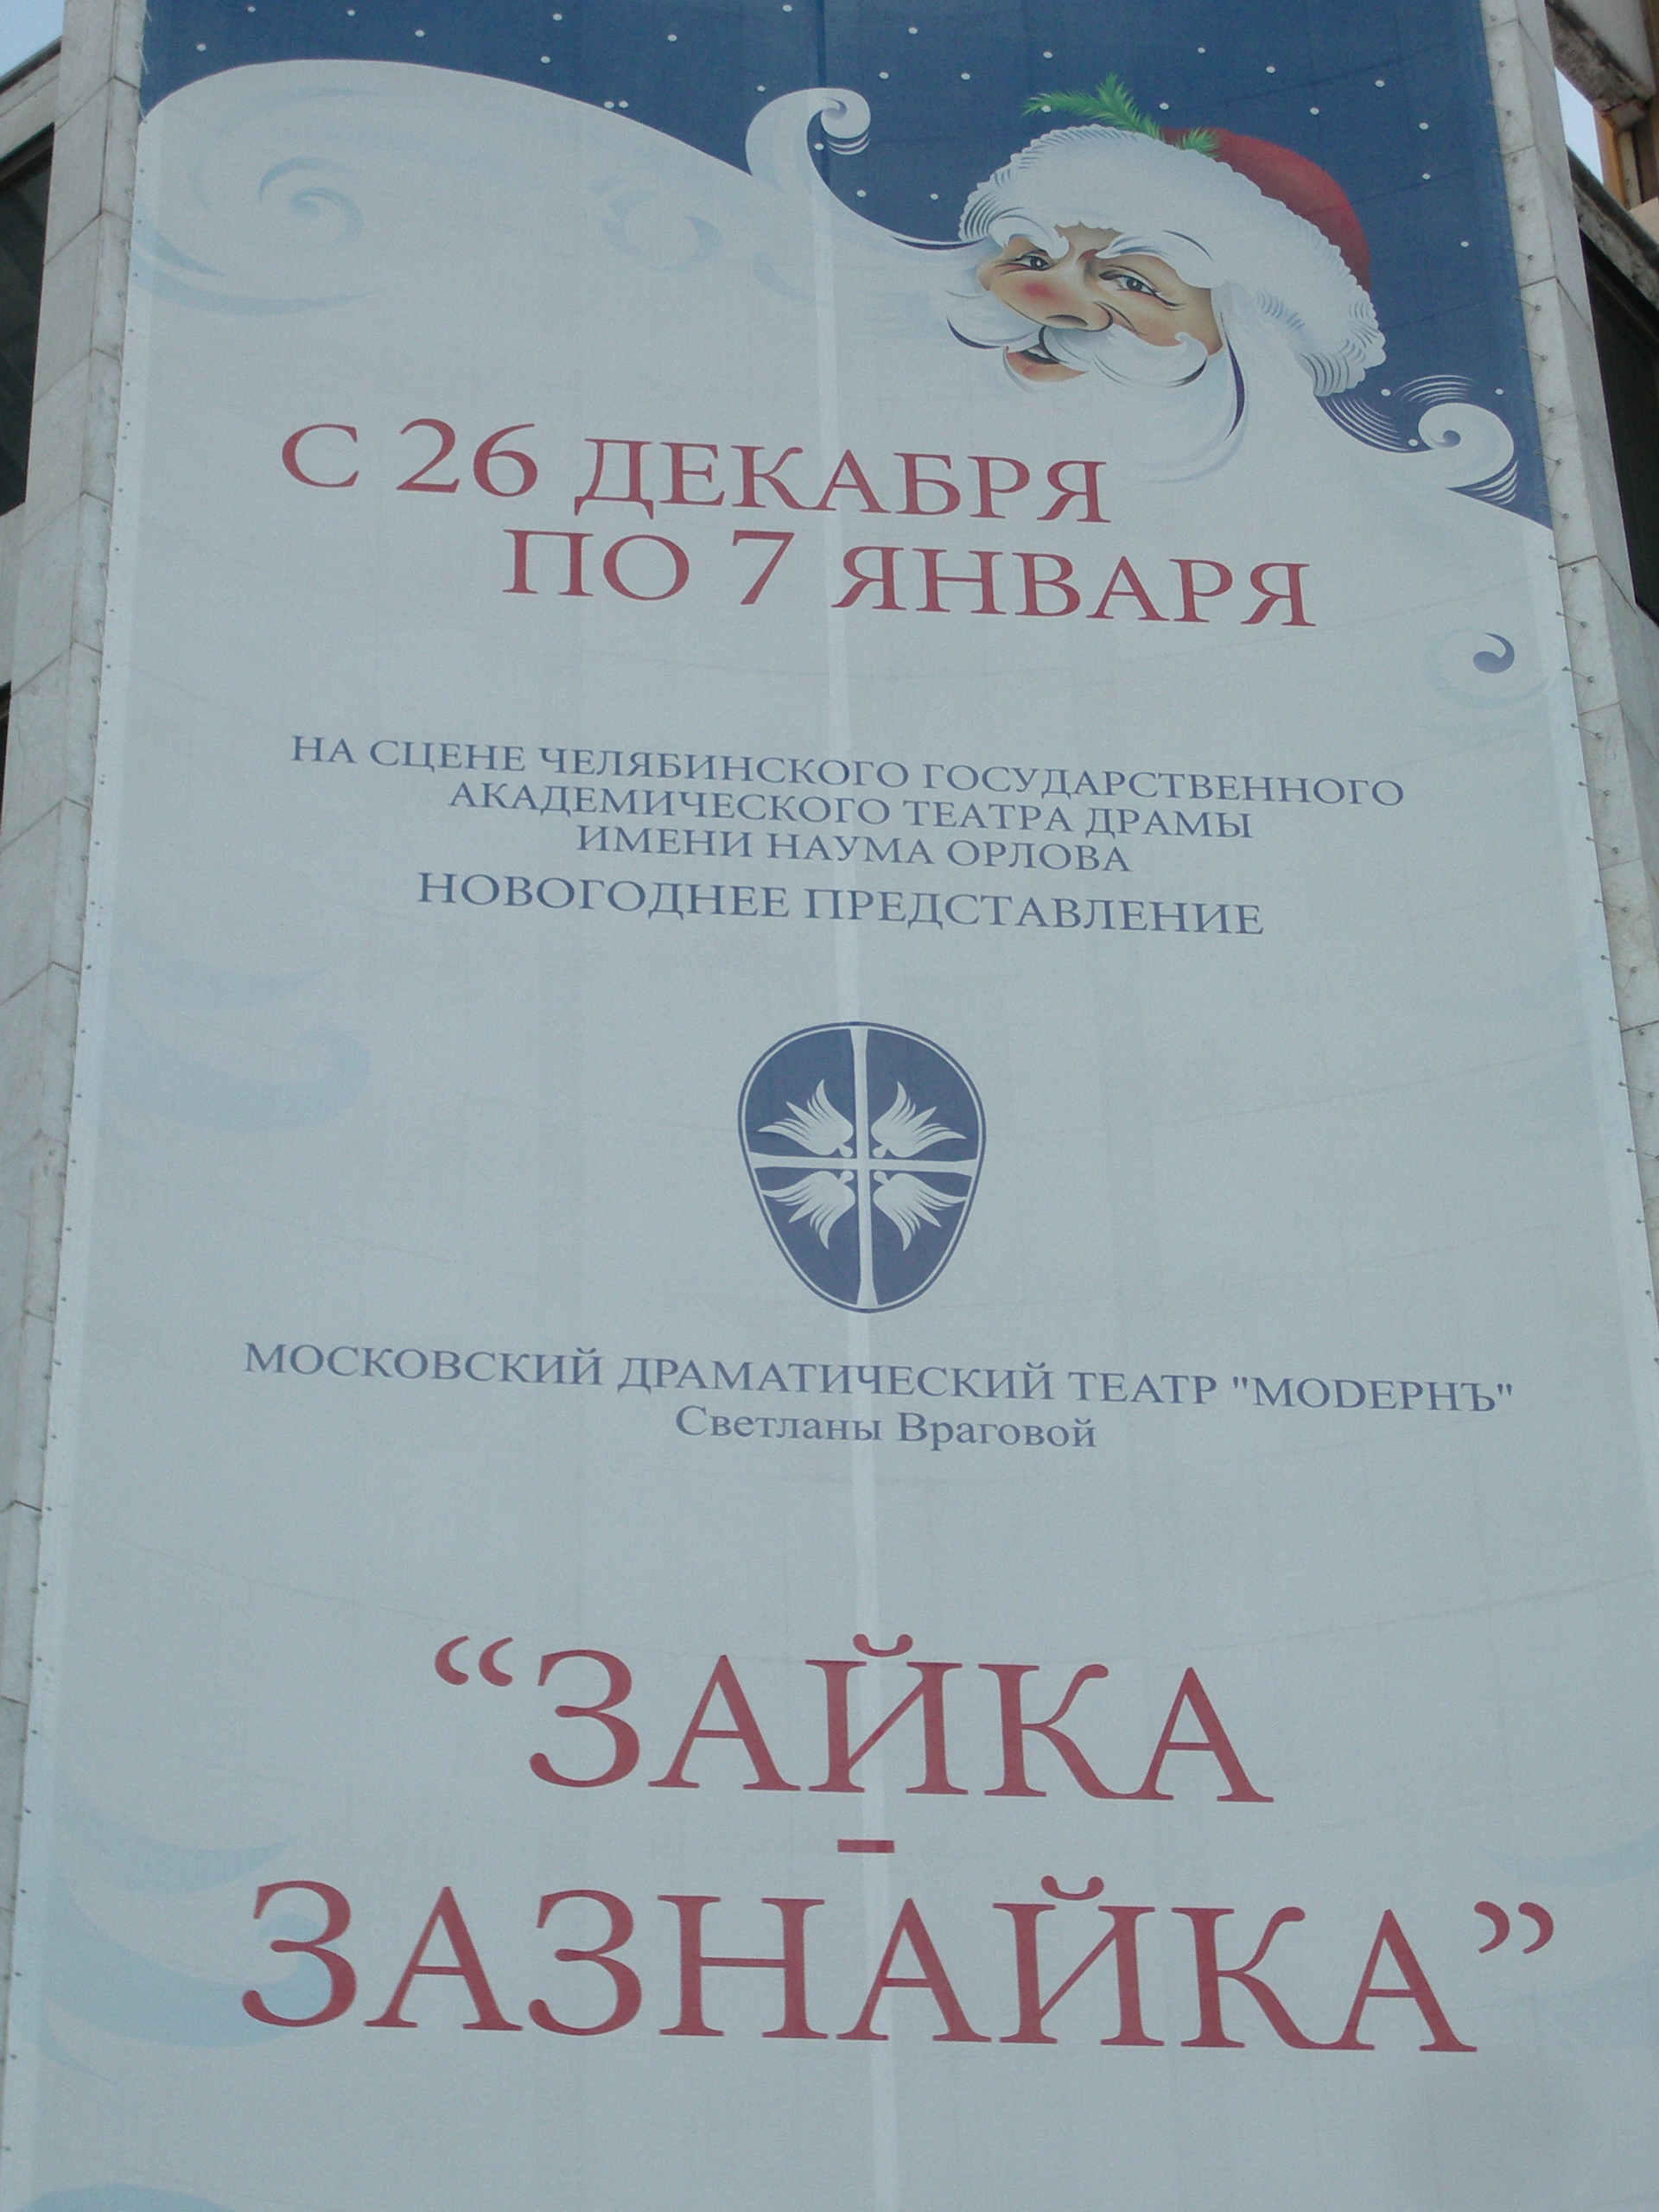 С 26 ДЕКАБРЯ
ПО 7 ЯНВАРЯ
НА СЦЕНЕ ЧЕЛЯБИНСКОГО ГОСУДАРСТВЕННОГО
АКАДЕМИЧЕСКОГО ТЕАТРА ДРАМЫ
ИМЕНИ НАУМА ОРЛОВА
НОВОГОДНЕЕ ПРЕДСТАВЛЕНИЕ
МОСКОВСКИЙ ДРАМАТИЧЕСКИЙ ТЕАТР "МОDЕРНЪ"
Светланы Враговой
“ЗАЙКА
-
ЗАЗНАЙКА”